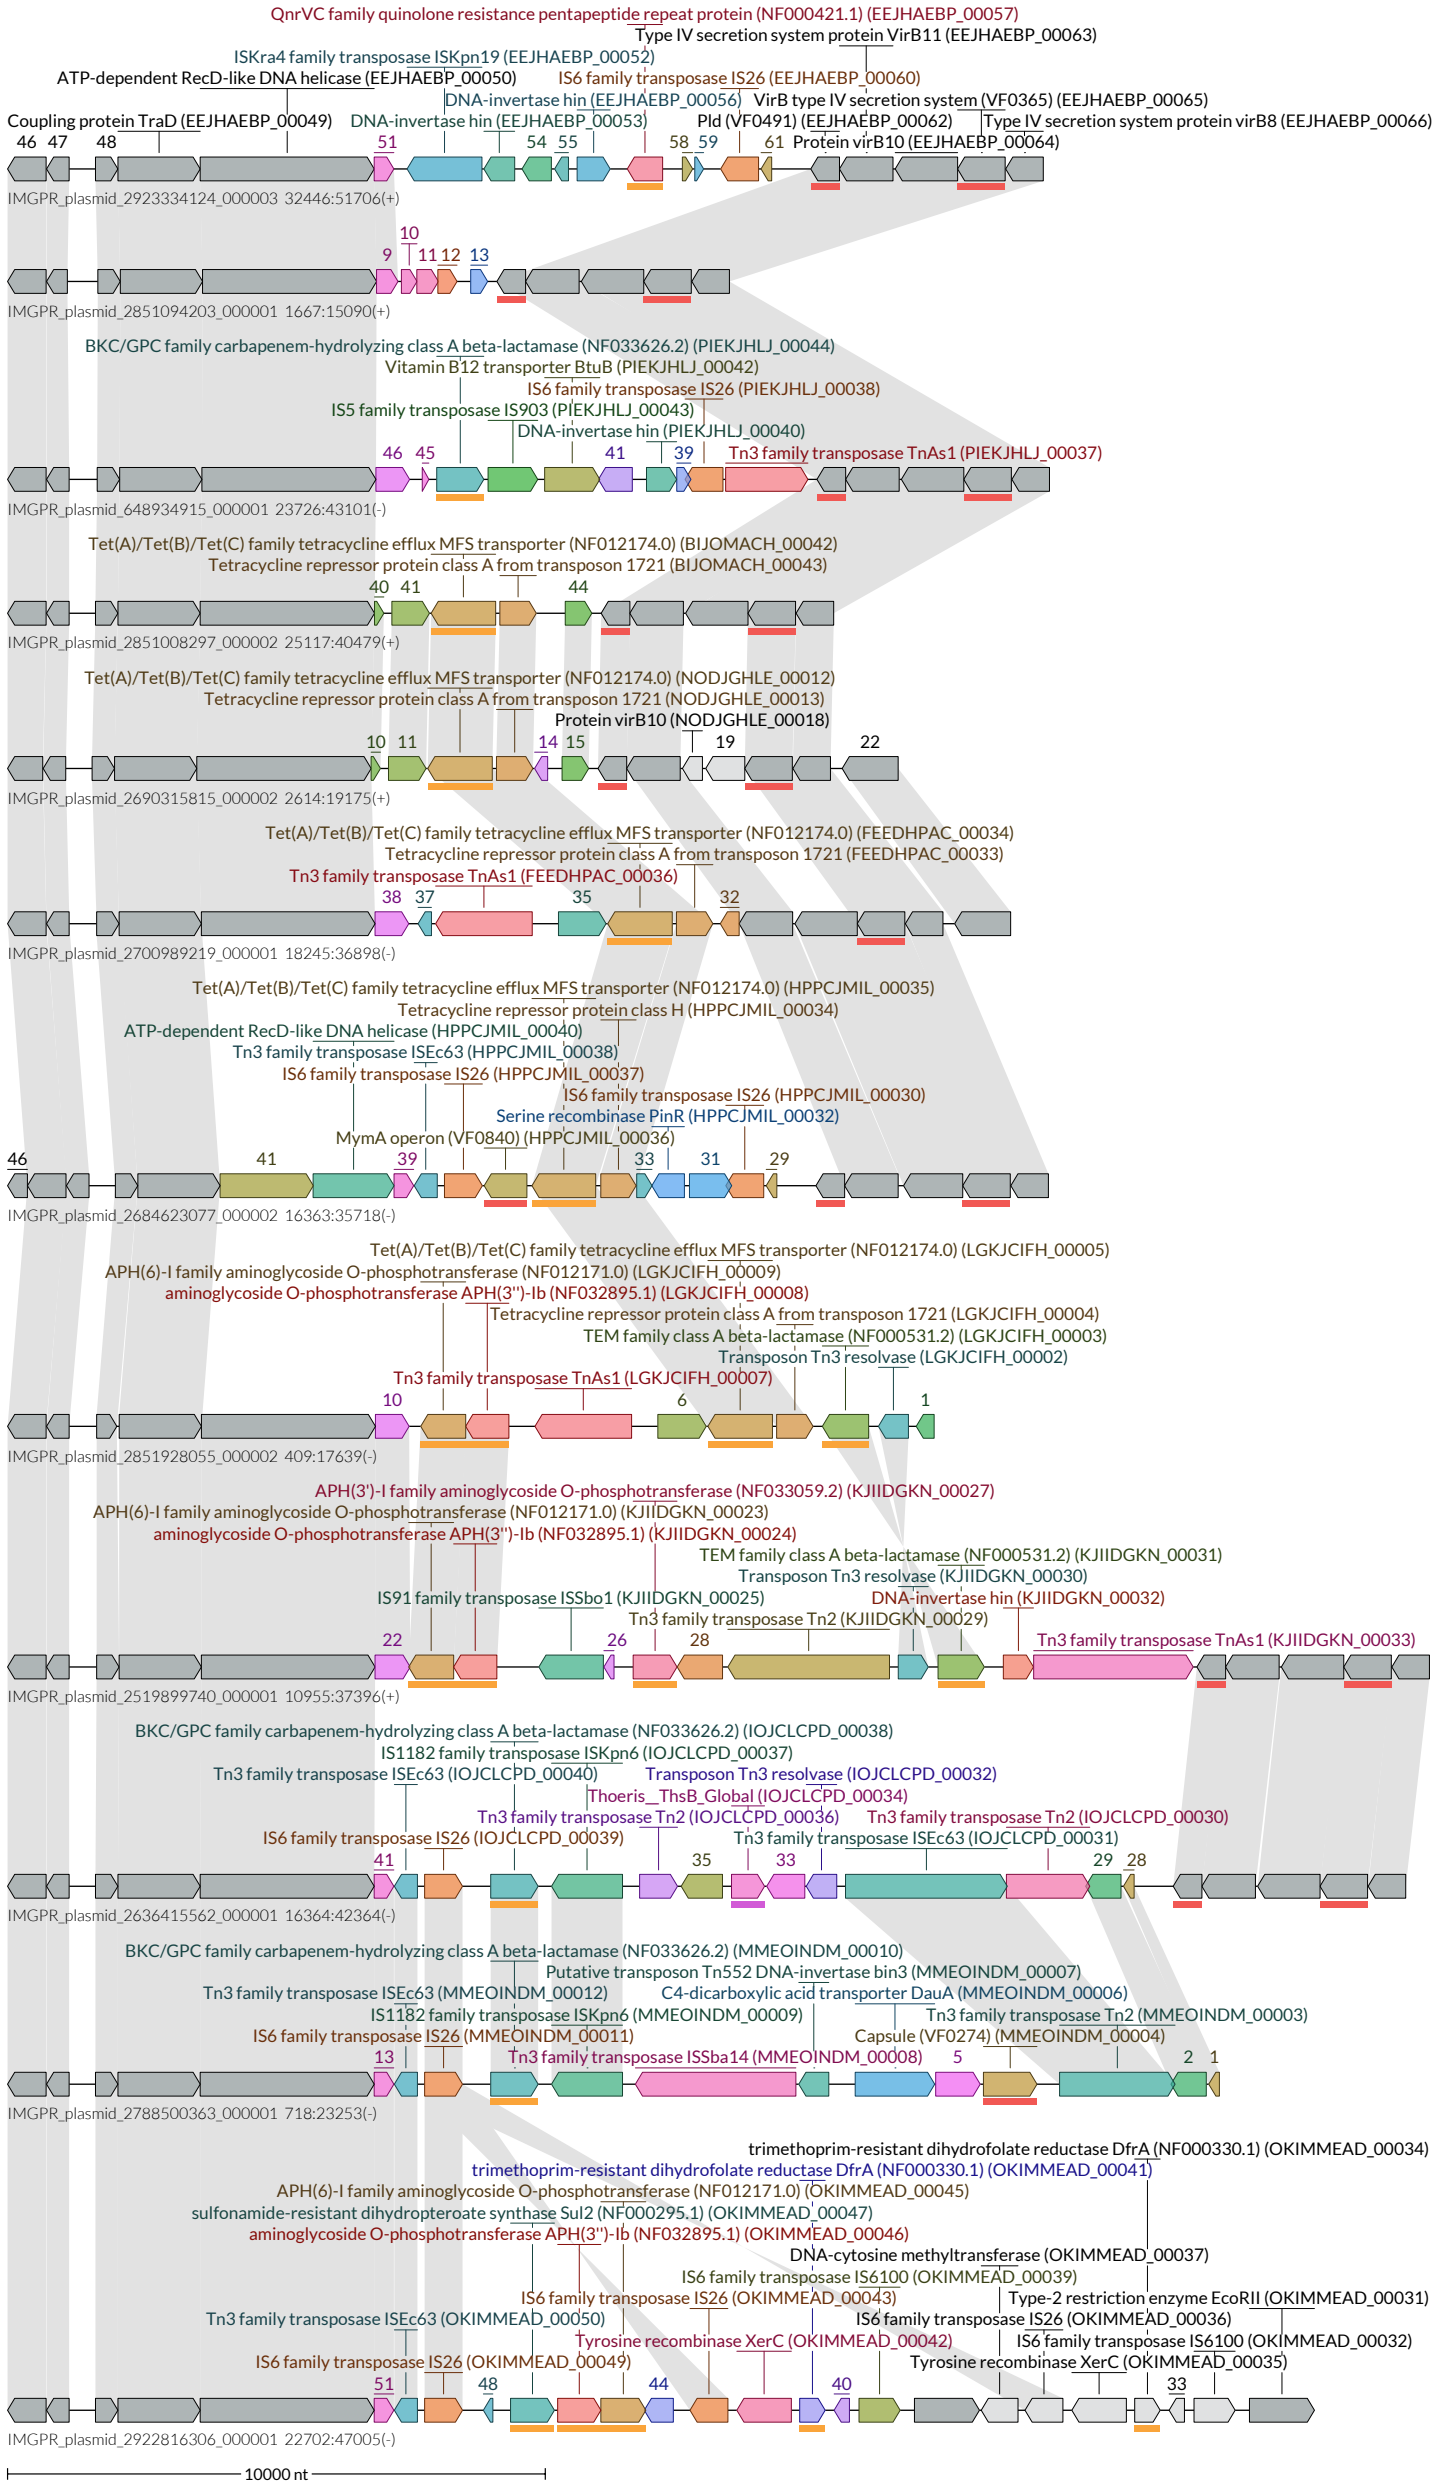 QnrVC family quinolone resistance pentapeptide repeat protein (NF000421.1) (EEJHAEBP_00057)
Type IV secretion system protein VirB11 (EEJHAEBP_00063)
ISKra4 family transposase ISKpn19 (EEJHAEBP_00052)
ATP-dependent RecD-like DNA helicase (EEJHAEBP_00050) IS6 family transposase IS26 (EEJHAEBP_00060)
DNA-invertase hin (EEJHAEBP_00056) VirB type IV secretion system (VF0365) (EEJHAEBP_00065)
Coupling protein TraD (EEJHAEBP_00049) DNA-invertase hin (EEJHAEBP_00053) Pld (VF0491) (EEJHAEBP_00062) Type IV secretion system protein virB8 (EEJHAEBP_00066)
46 47 48 51 54 55 58 59 61 Protein virB10 (EEJHAEBP_00064)
IMGPR_plasmid_2923334124_000003 32446:51706(+)
10
9 11 12 13
IMGPR_plasmid_2851094203_000001 1667:15090(+)
BKC/GPC family carbapenem-hydrolyzing class A beta-lactamase (NF033626.2) (PIEKJHLJ_00044)
Vitamin B12 transporter BtuB (PIEKJHLJ_00042)
IS6 family transposase IS26 (PIEKJHLJ_00038)
IS5 family transposase IS903 (PIEKJHLJ_00043)
DNA-invertase hin (PIEKJHLJ_00040)
46 45 41 39 Tn3 family transposase TnAs1 (PIEKJHLJ_00037)
IMGPR_plasmid_648934915_000001 23726:43101(-)
Tet(A)/Tet(B)/Tet(C) family tetracycline efflux MFS transporter (NF012174.0) (BIJOMACH_00042)
Tetracycline repressor protein class A from transposon 1721 (BIJOMACH_00043)
40 41 44
IMGPR_plasmid_2851008297_000002 25117:40479(+)
Tet(A)/Tet(B)/Tet(C) family tetracycline efflux MFS transporter (NF012174.0) (NODJGHLE_00012)
Tetracycline repressor protein class A from transposon 1721 (NODJGHLE_00013)
Protein virB10 (NODJGHLE_00018)
10 11 14 15 19 22
IMGPR_plasmid_2690315815_000002 2614:19175(+)
Tet(A)/Tet(B)/Tet(C) family tetracycline efflux MFS transporter (NF012174.0) (FEEDHPAC_00034)
Tetracycline repressor protein class A from transposon 1721 (FEEDHPAC_00033)
Tn3 family transposase TnAs1 (FEEDHPAC_00036)
38 37 35 32
IMGPR_plasmid_2700989219_000001 18245:36898(-)
Tet(A)/Tet(B)/Tet(C) family tetracycline efflux MFS transporter (NF012174.0) (HPPCJMIL_00035)
Tetracycline repressor protein class H (HPPCJMIL_00034)
ATP-dependent RecD-like DNA helicase (HPPCJMIL_00040)
Tn3 family transposase ISEc63 (HPPCJMIL_00038)
IS6 family transposase IS26 (HPPCJMIL_00037)
IS6 family transposase IS26 (HPPCJMIL_00030)
Serine recombinase PinR (HPPCJMIL_00032)
MymA operon (VF0840) (HPPCJMIL_00036)
46 41 39 33 31 29
IMGPR_plasmid_2684623077_000002 16363:35718(-)
Tet(A)/Tet(B)/Tet(C) family tetracycline efflux MFS transporter (NF012174.0) (LGKJCIFH_00005)
APH(6)-I family aminoglycoside O-phosphotransferase (NF012171.0) (LGKJCIFH_00009)
aminoglycoside O-phosphotransferase APH(3'')-Ib (NF032895.1) (LGKJCIFH_00008)
Tetracycline repressor protein class A from transposon 1721 (LGKJCIFH_00004)
TEM family class A beta-lactamase (NF000531.2) (LGKJCIFH_00003)
Transposon Tn3 resolvase (LGKJCIFH_00002)
Tn3 family transposase TnAs1 (LGKJCIFH_00007)
10 6 1
IMGPR_plasmid_2851928055_000002 409:17639(-)
APH(3')-I family aminoglycoside O-phosphotransferase (NF033059.2) (KJIIDGKN_00027)
APH(6)-I family aminoglycoside O-phosphotransferase (NF012171.0) (KJIIDGKN_00023)
aminoglycoside O-phosphotransferase APH(3'')-Ib (NF032895.1) (KJIIDGKN_00024)
TEM family class A beta-lactamase (NF000531.2) (KJIIDGKN_00031)
Transposon Tn3 resolvase (KJIIDGKN_00030)
IS91 family transposase ISSbo1 (KJIIDGKN_00025) DNA-invertase hin (KJIIDGKN_00032)
Tn3 family transposase Tn2 (KJIIDGKN_00029)
22 26 28 Tn3 family transposase TnAs1 (KJIIDGKN_00033)
IMGPR_plasmid_2519899740_000001 10955:37396(+)
BKC/GPC family carbapenem-hydrolyzing class A beta-lactamase (NF033626.2) (IOJCLCPD_00038)
IS1182 family transposase ISKpn6 (IOJCLCPD_00037)
Tn3 family transposase ISEc63 (IOJCLCPD_00040) Transposon Tn3 resolvase (IOJCLCPD_00032)
Thoeris__ThsB_Global (IOJCLCPD_00034)
Tn3 family transposase Tn2 (IOJCLCPD_00036) Tn3 family transposase Tn2 (IOJCLCPD_00030)
IS6 family transposase IS26 (IOJCLCPD_00039) Tn3 family transposase ISEc63 (IOJCLCPD_00031)
41 35 33 29 28
IMGPR_plasmid_2636415562_000001 16364:42364(-)
BKC/GPC family carbapenem-hydrolyzing class A beta-lactamase (NF033626.2) (MMEOINDM_00010)
Putative transposon Tn552 DNA-invertase bin3 (MMEOINDM_00007)
Tn3 family transposase ISEc63 (MMEOINDM_00012) C4-dicarboxylic acid transporter DauA (MMEOINDM_00006)
IS1182 family transposase ISKpn6 (MMEOINDM_00009) Tn3 family transposase Tn2 (MMEOINDM_00003)
IS6 family transposase IS26 (MMEOINDM_00011) Capsule (VF0274) (MMEOINDM_00004)
13 Tn3 family transposase ISSba14 (MMEOINDM_00008) 5 2 1
IMGPR_plasmid_2788500363_000001 718:23253(-)
trimethoprim-resistant dihydrofolate reductase DfrA (NF000330.1) (OKIMMEAD_00034)
trimethoprim-resistant dihydrofolate reductase DfrA (NF000330.1) (OKIMMEAD_00041)
APH(6)-I family aminoglycoside O-phosphotransferase (NF012171.0) (OKIMMEAD_00045)
sulfonamide-resistant dihydropteroate synthase Sul2 (NF000295.1) (OKIMMEAD_00047)
aminoglycoside O-phosphotransferase APH(3'')-Ib (NF032895.1) (OKIMMEAD_00046)
DNA-cytosine methyltransferase (OKIMMEAD_00037)
IS6 family transposase IS6100 (OKIMMEAD_00039)
IS6 family transposase IS26 (OKIMMEAD_00043) Type-2 restriction enzyme EcoRII (OKIMMEAD_00031)
Tn3 family transposase ISEc63 (OKIMMEAD_00050) IS6 family transposase IS26 (OKIMMEAD_00036)
Tyrosine recombinase XerC (OKIMMEAD_00042) IS6 family transposase IS6100 (OKIMMEAD_00032)
IS6 family transposase IS26 (OKIMMEAD_00049) Tyrosine recombinase XerC (OKIMMEAD_00035)
51 48 44 40 33
IMGPR_plasmid_2922816306_000001 22702:47005(-)
10000 nt